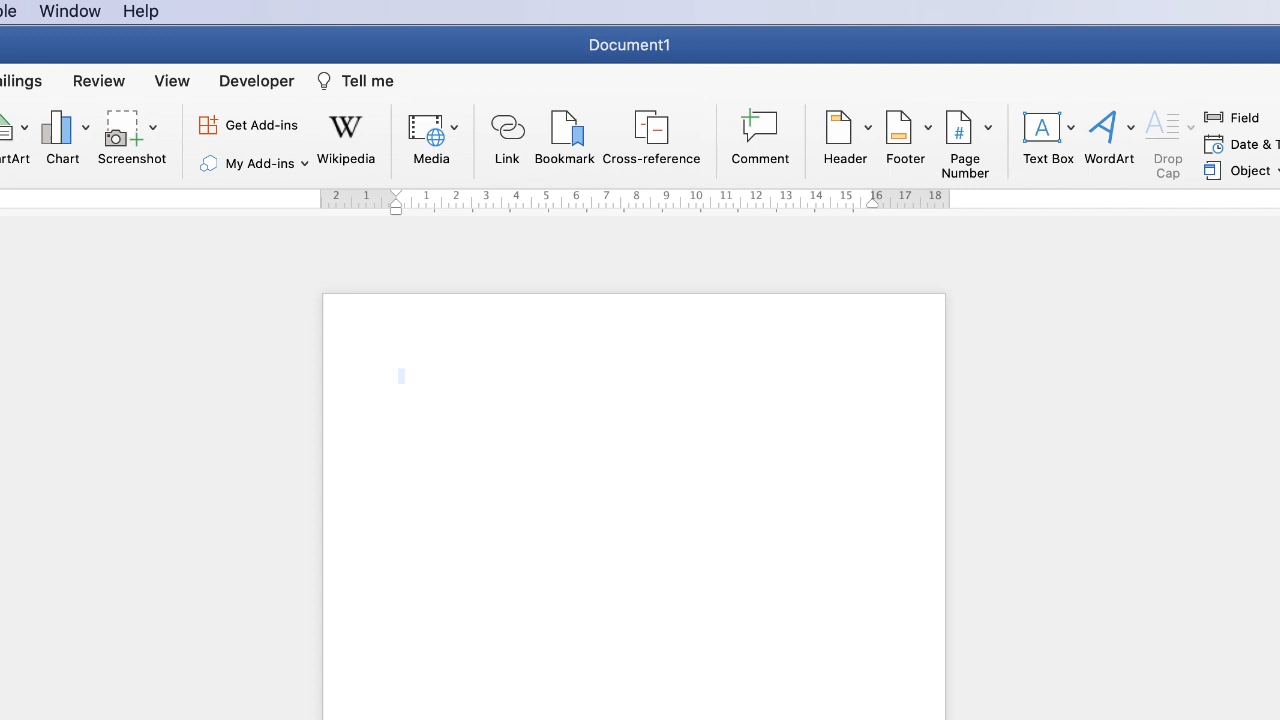 Window Help
Document1
Review View Developer Tell me
Get Add-ins
My Add-ins
Chart Screenshot W Wikipedia Media Link Bookmark Cross-reference Comment Header Footer # Page Number A Text Box A WordArt A Drop Cap
Field
Date &
Object
2 1 1 2 3 4 5 6 7 8 9 10 11 12 13 14 15 16 17 18